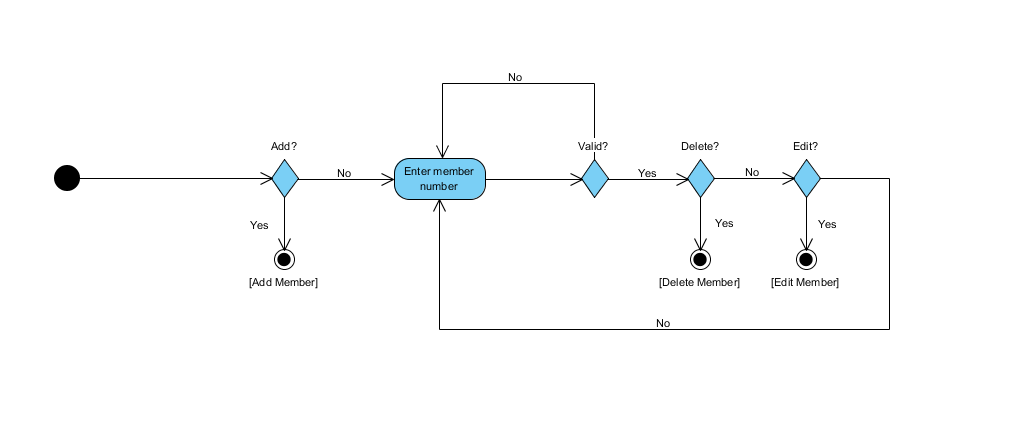 No
Add?
Valid?
Delete?
Edit?
No
Enter member
number
Yes
No
Yes
Yes
Yes
[Add Member]
[Delete Member]
[Edit Member]
No